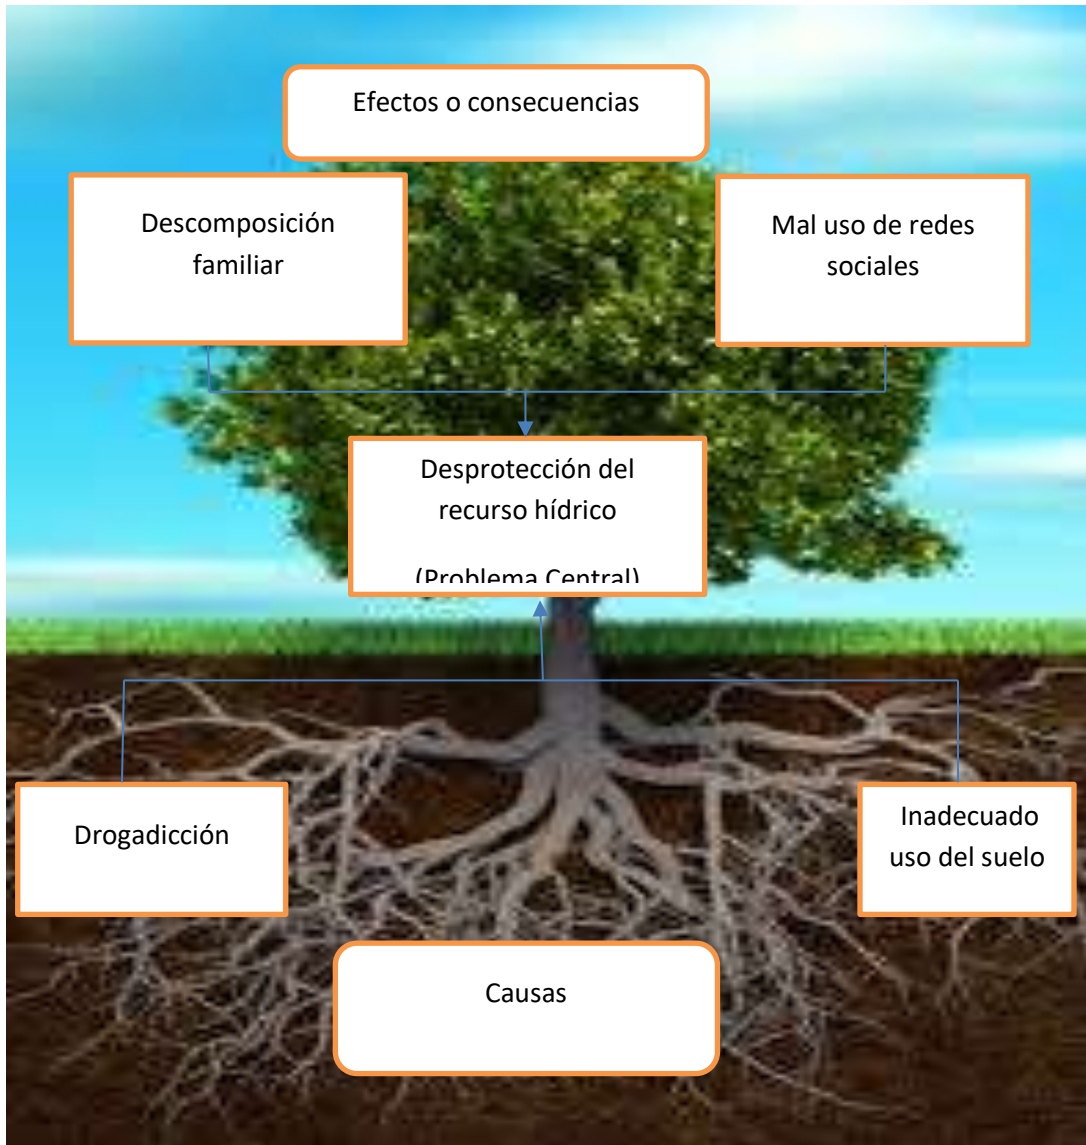 Efectos o consecuencias
Descomposición
familiar
Mal uso de redes
sociales
Desprotección del
recurso hídrico
(Problema Central)
Drogadicción
Inadecuado
uso del suelo
Causas